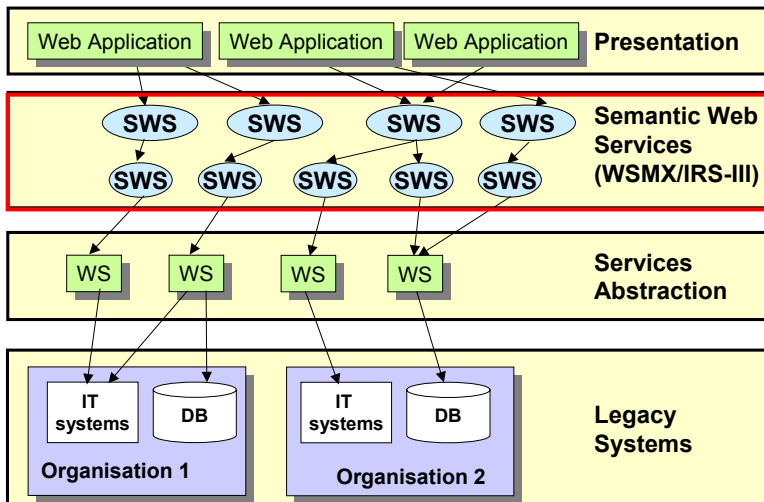 Web Application
Web Application
Web Application
Presentation
SWS
SWS
SWS
SWS
Semantic Web
Services
(WSMX/IRS-III)
SWS
SWS
SWS
SWS
SWS
WS
WS
WS
WS
Services
Abstraction
IT
systems
DB
Organisation 1
IT
systems
DB
Organisation 2
Legacy
Systems